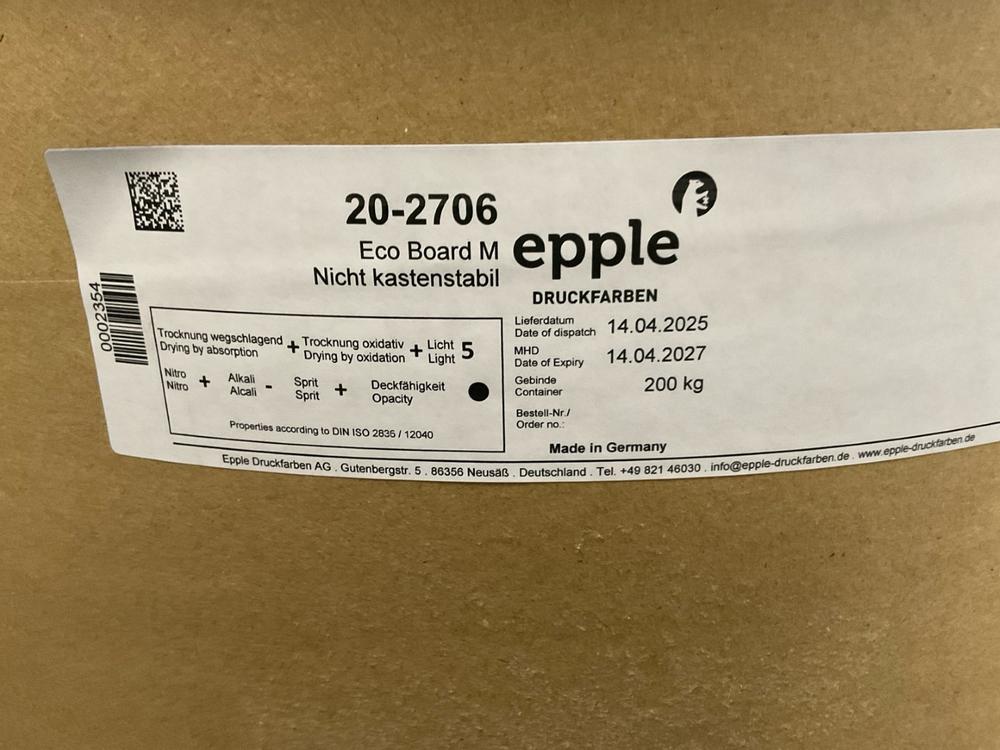 20-2706
Eco Board M
Nicht kastenstabil
epple
DRUCKFARBEN
0002354
Trocknung wegschlagend + Trocknung oxidativ + Licht 5
Drying by absorption Drying by oxidation Light
Nitro + Alkali - Sprit + Deckfähigkeit ●
Nitro Alcali Sprit Opacity
Properties according to DIN ISO 2835 / 12040
Lieferdatum 14.04.2025
Date of dispatch
MHD 14.04.2027
Date of Expiry
Gebinde 200 kg
Container
Bestell-Nr./
Order no.:
Made in Germany
Epple Druckfarben AG . Gutenbergstr. 5 . 86356 Neusäß . Deutschland . Tel. +49 821 46030 . info@epple-druckfarben.de . www.epple-druckfarben.de